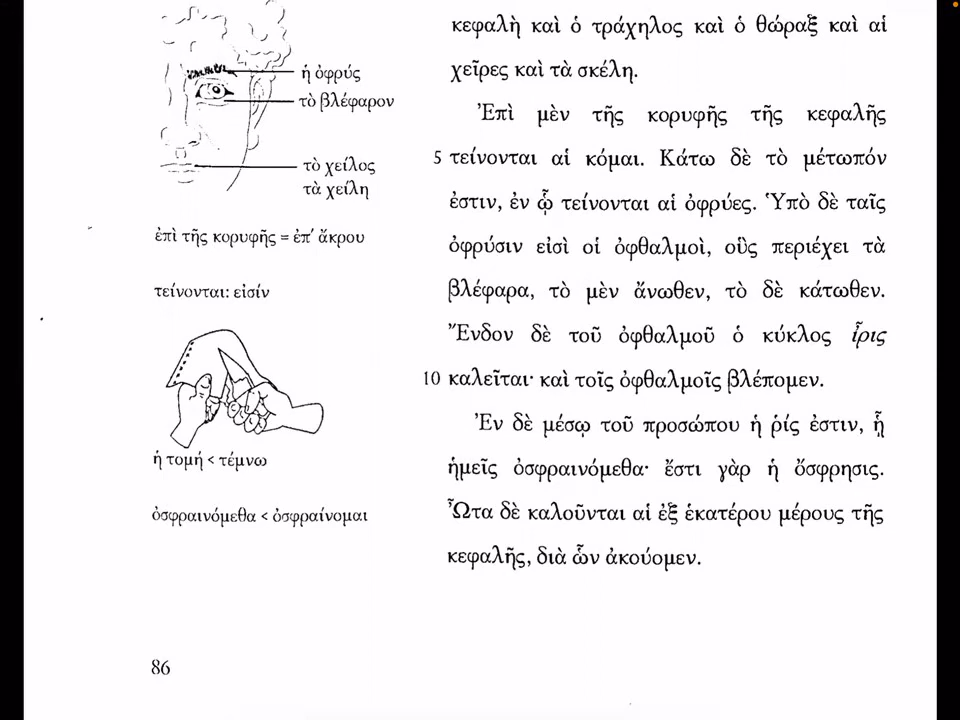 ἡ ὀφρύς
τὸ βλέφαρον
τὸ χεῖλος
τὰ χείλη
ἐπὶ τῆς κορυφῆς = ἐπ' ἄκρου
τείνονται: εἰσίν
ἡ τομή < τέμνω
ὀσφραινόμεθα < ὀσφραίνομαι
κεφαλὴ καὶ ὁ τράχηλος καὶ ὁ θώραξ καὶ αἱ
χεῖρες καὶ τὰ σκέλη.
Ἐπὶ μὲν τῆς κορυφῆς τῆς κεφαλῆς
5 τείνονται αἱ κόμαι. Κάτω δὲ τὸ μέτωπόν
ἐστιν, ἐν ᾧ τείνονται αἱ ὀφρύες. Ὑπὸ δὲ ταῖς
ὀφρύσιν εἰσὶ οἱ ὀφθαλμοὶ, οὓς περιέχει τὰ
βλέφαρα, τὸ μὲν ἄνωθεν, τὸ δὲ κάτωθεν.
Ἔνδον δὲ τοῦ ὀφθαλμοῦ ὁ κύκλος ἶρις
10 καλεῖται· καὶ τοῖς ὀφθαλμοῖς βλέπομεν.
Ἐν δὲ μέσῳ τοῦ προσώπου ἡ ῥίς ἐστιν, ᾗ
ἡμεῖς ὀσφραινόμεθα· ἔστι γὰρ ἡ ὄσφρησις.
Ὦτα δὲ καλοῦνται αἱ ἐξ ἑκατέρου μέρους τῆς
κεφαλῆς, διὰ ὧν ἀκούομεν.
86